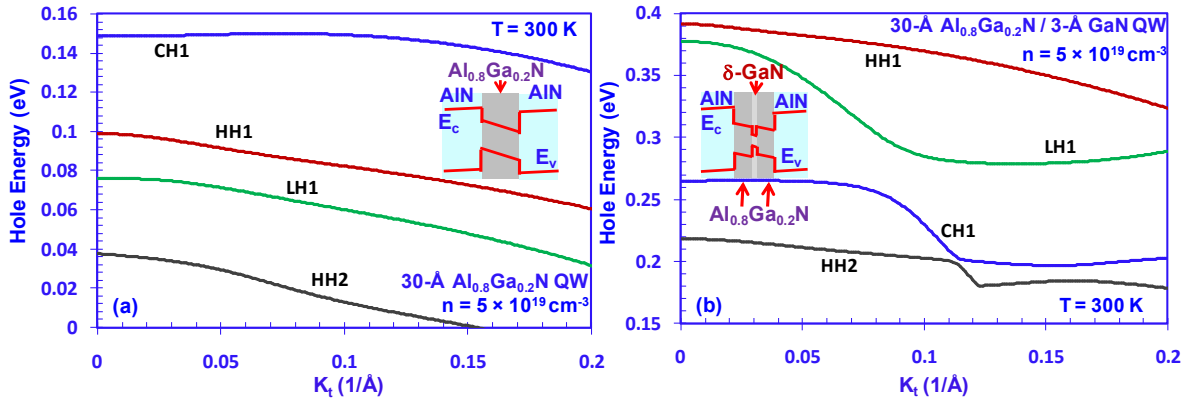 0.16
0.14
0.12
0.1
0.08
0.06
0.04
0.02
0
Hole Energy (eV)
CH1
T = 300 K
Al0.8Ga0.2N
AlN
AlN
Ec
Ev
HH1
LH1
HH2
30-Å Al0.8Ga0.2N QW
n = 5 × 10^19 cm-3
(a)
0
0.05
0.1
0.15
0.2
Kt (1/Å)
0.4
0.35
0.3
0.25
0.2
0.15
Hole Energy (eV)
30-Å Al0.8Ga0.2N / 3-Å GaN QW
n = 5 × 10^19 cm-3
HH1
δ-GaN
AlN
AlN
Ec
Ev
Al0.8Ga0.2N
LH1
CH1
HH2
(b)
T = 300 K
0
0.05
0.1
0.15
0.2
Kt (1/Å)